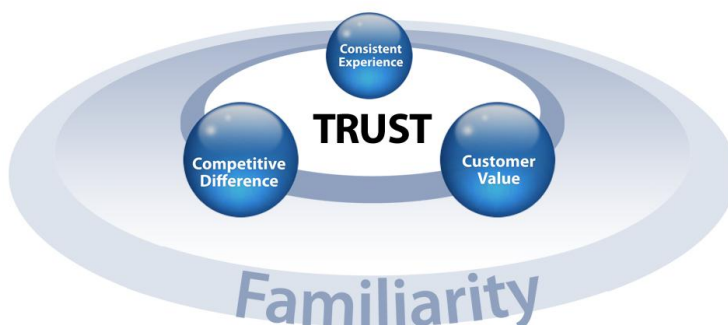 Consistent
Experience
TRUST
Competitive
Difference
Customer
Value
Familiarity